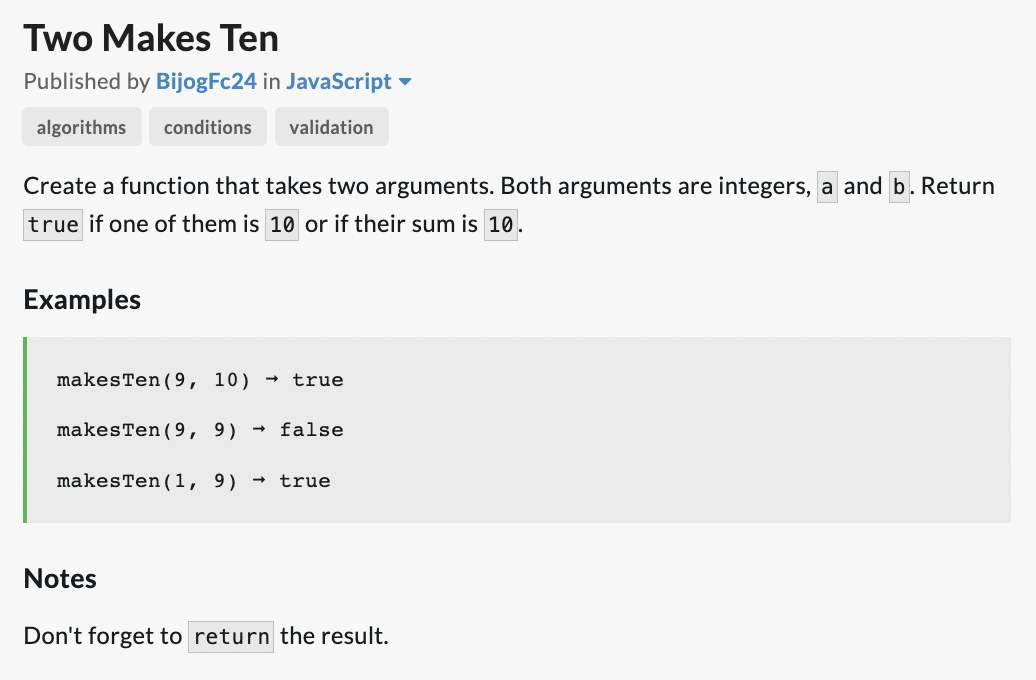 Two Makes Ten
Published by BijogFc24 in JavaScript
algorithms conditions validation
Create a function that takes two arguments. Both arguments are integers, a and b. Return
true if one of them is 10 or if their sum is 10.
Examples
makesTen(9, 10) ➞ true
makesTen(9, 9) ➞ false
makesTen(1, 9) ➞ true
Notes
Don't forget to return the result.